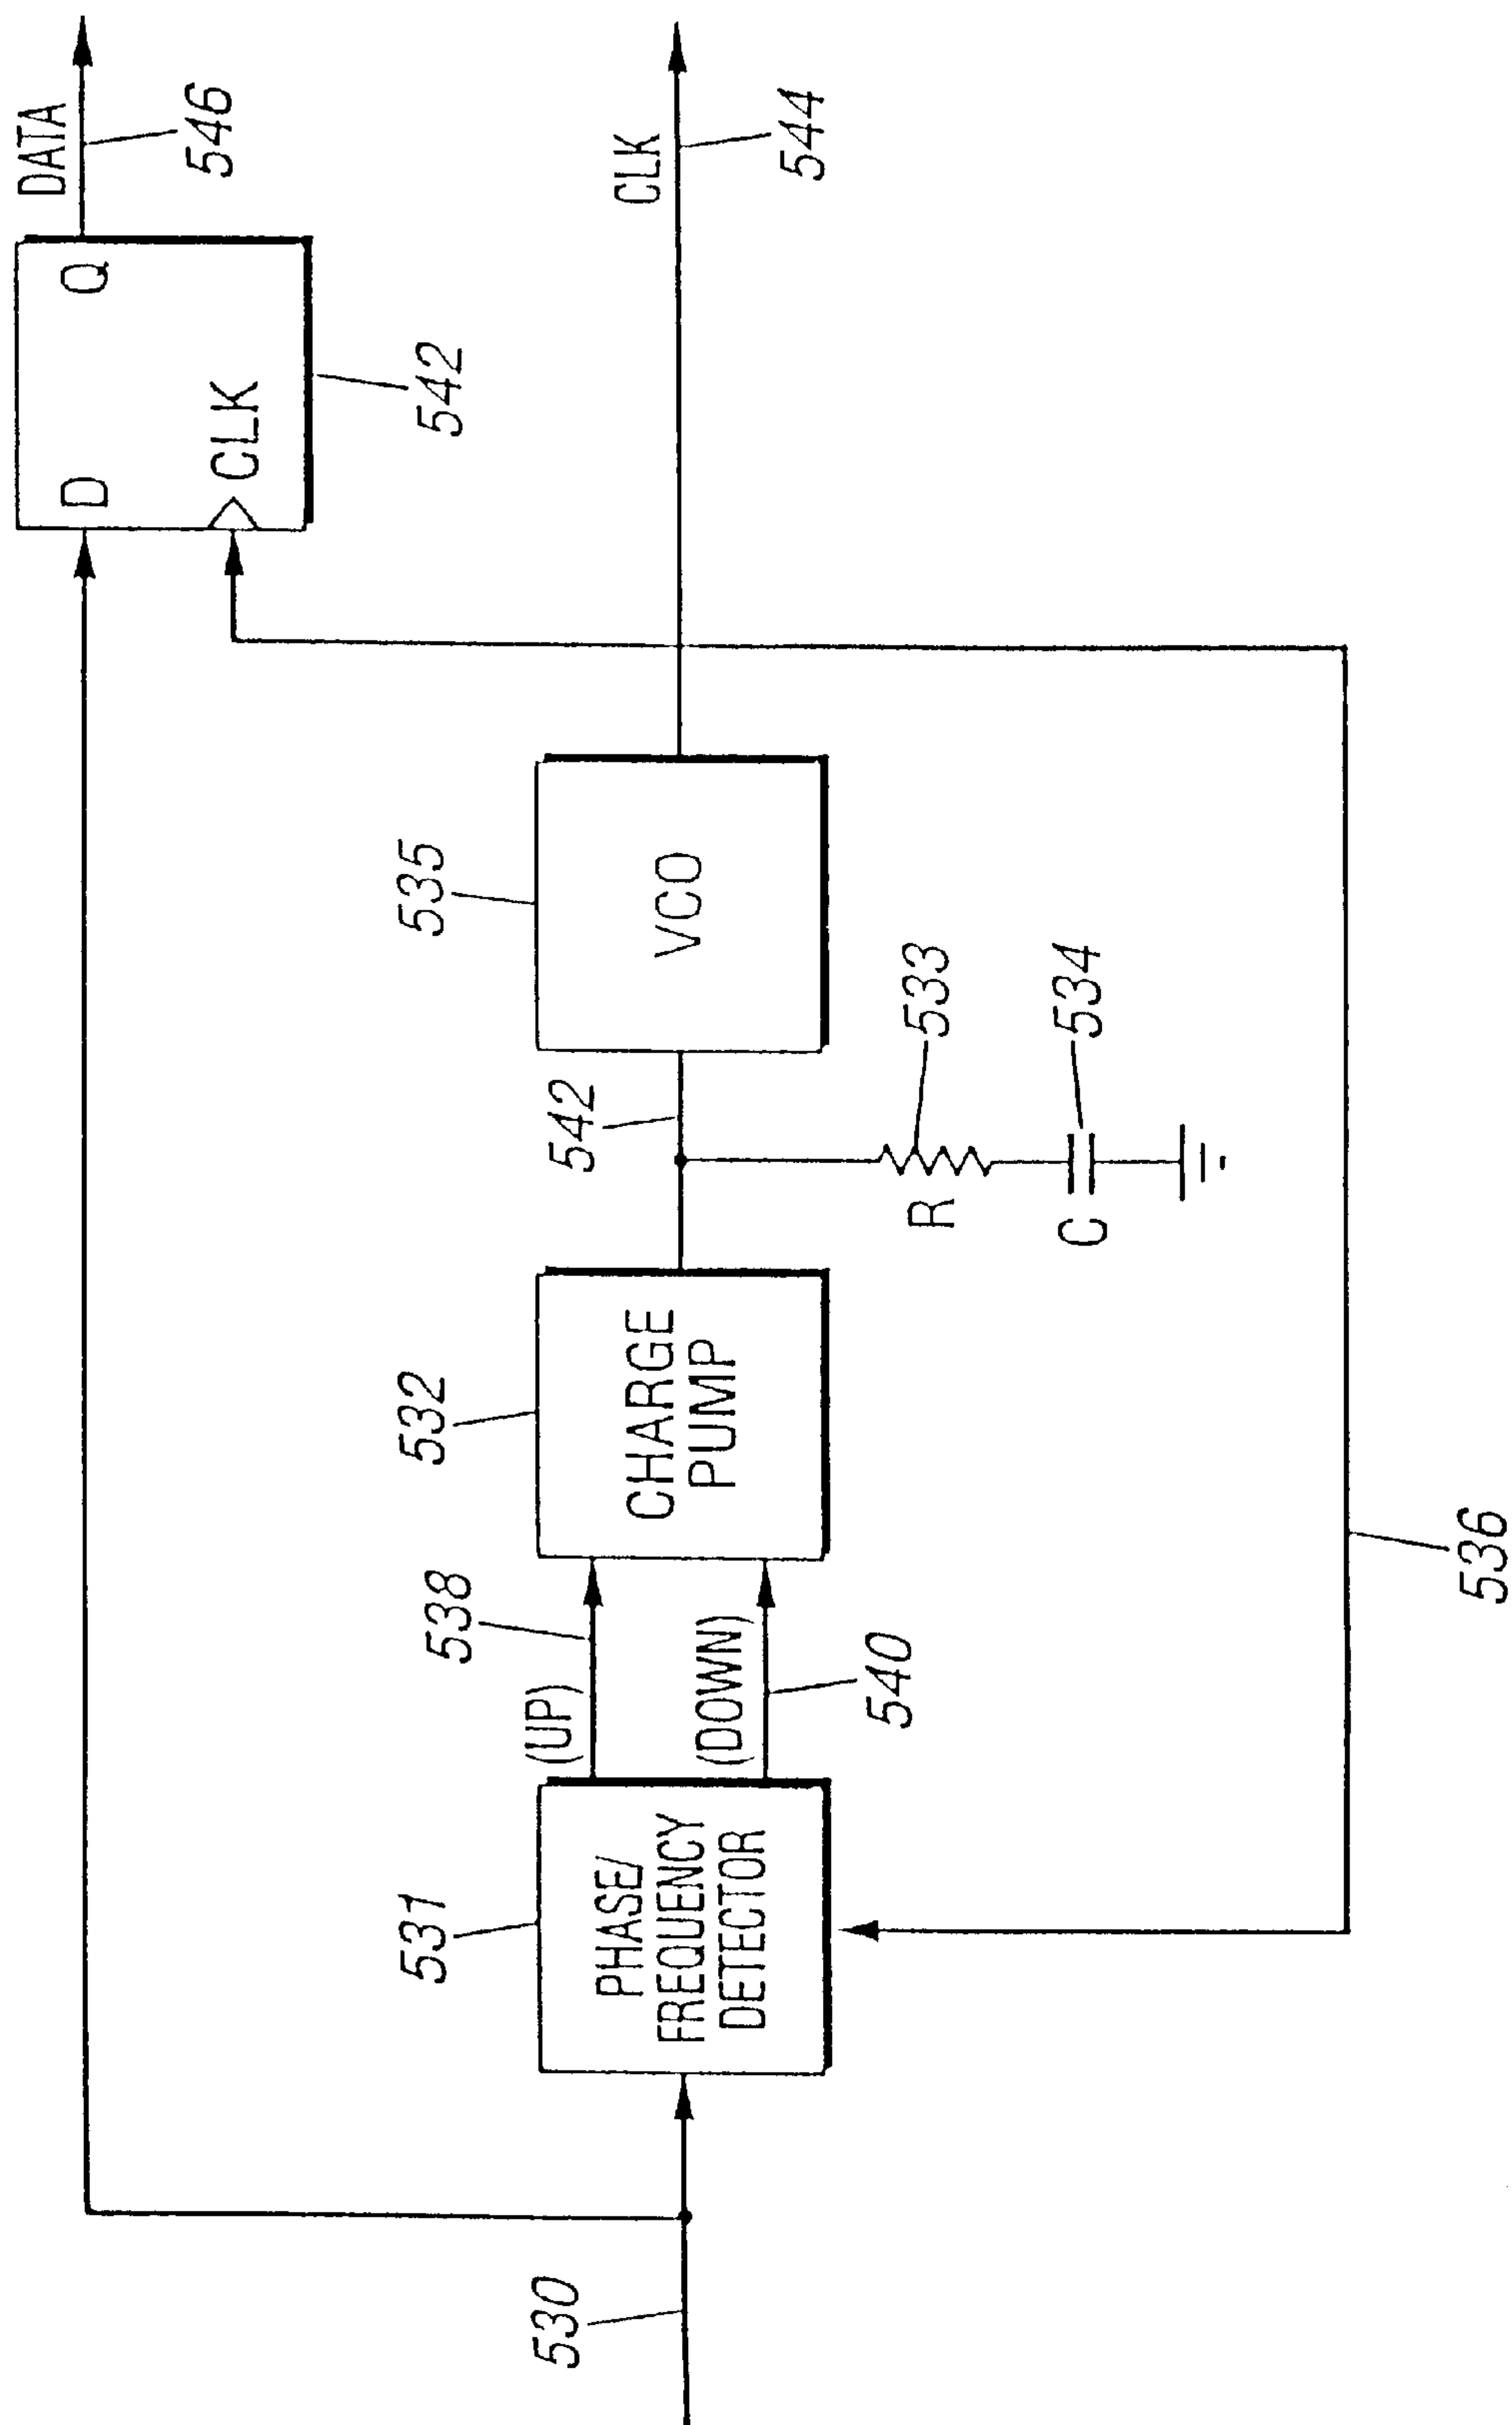 DATA
546
D
Q
CLK
542
CLK
544
535
VCO
542
533
R
534
C
532
CHARGE
PUMP
538
(UP)
(DOWN)
540
531
PHASE/
FREQUENCY
DETECTOR
530
536